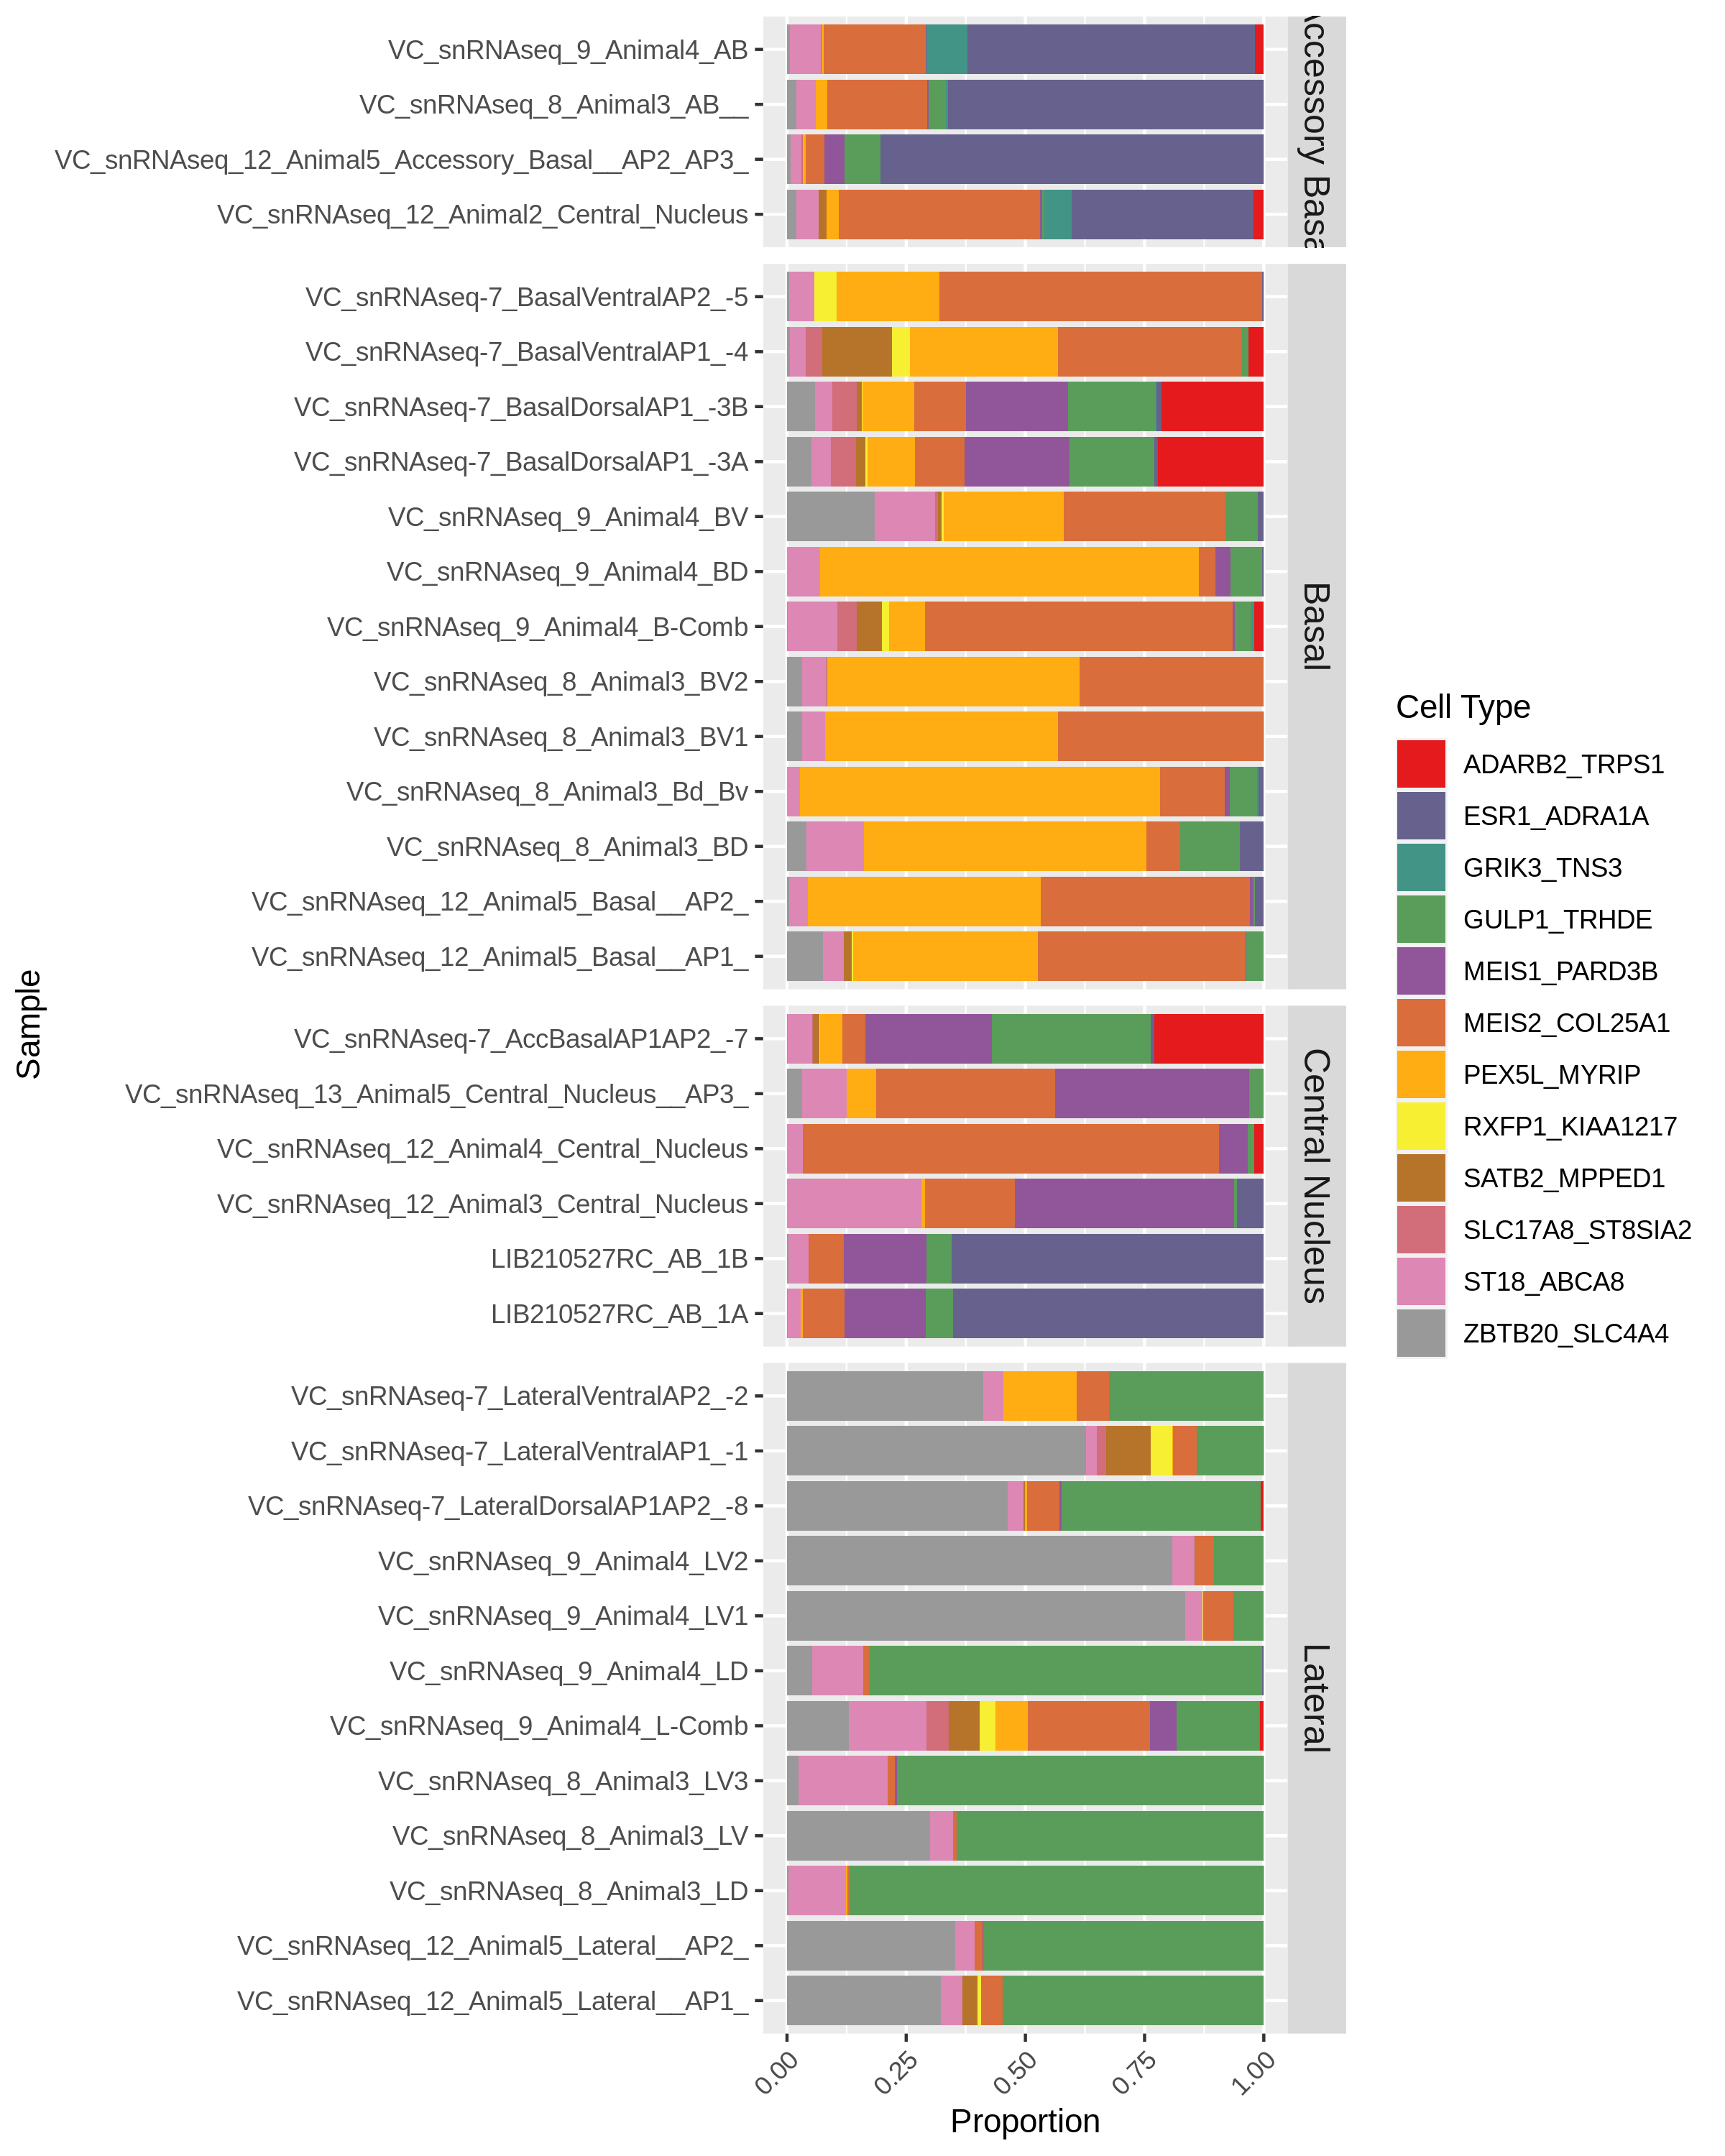 VC_snRNAseq_9_Animal4_AB
VC_snRNAseq_8_Animal3_AB__
VC_snRNAseq_12_Animal5_Accessory_Basal__AP2_AP3_
VC_snRNAseq_12_Animal2_Central_Nucleus
Accessory Basa
VC_snRNAseq-7_BasalVentralAP2_-5
VC_snRNAseq-7_BasalVentralAP1_-4
VC_snRNAseq-7_BasalDorsalAP1_-3B
VC_snRNAseq-7_BasalDorsalAP1_-3A
VC_snRNAseq_9_Animal4_BV
VC_snRNAseq_9_Animal4_BD
VC_snRNAseq_9_Animal4_B-Comb
VC_snRNAseq_8_Animal3_BV2
VC_snRNAseq_8_Animal3_BV1
VC_snRNAseq_8_Animal3_Bd_Bv
VC_snRNAseq_8_Animal3_BD
VC_snRNAseq_12_Animal5_Basal__AP2_
VC_snRNAseq_12_Animal5_Basal__AP1_
Basal
VC_snRNAseq-7_AccBasalAP1AP2_-7
VC_snRNAseq_13_Animal5_Central_Nucleus__AP3_
VC_snRNAseq_12_Animal4_Central_Nucleus
VC_snRNAseq_12_Animal3_Central_Nucleus
LIB210527RC_AB_1B
LIB210527RC_AB_1A
Central Nucleus
VC_snRNAseq-7_LateralVentralAP2_-2
VC_snRNAseq-7_LateralVentralAP1_-1
VC_snRNAseq-7_LateralDorsalAP1AP2_-8
VC_snRNAseq_9_Animal4_LV2
VC_snRNAseq_9_Animal4_LV1
VC_snRNAseq_9_Animal4_LD
VC_snRNAseq_9_Animal4_L-Comb
VC_snRNAseq_8_Animal3_LV3
VC_snRNAseq_8_Animal3_LV
VC_snRNAseq_8_Animal3_LD
VC_snRNAseq_12_Animal5_Lateral__AP2_
VC_snRNAseq_12_Animal5_Lateral__AP1_
Lateral
Sample
0.00
0.25
0.50
0.75
1.00
Proportion
Cell Type
ADARB2_TRPS1
ESR1_ADRA1A
GRIK3_TNS3
GULP1_TRHDE
MEIS1_PARD3B
MEIS2_COL25A1
PEX5L_MYRIP
RXFP1_KIAA1217
SATB2_MPPED1
SLC17A8_ST8SIA2
ST18_ABCA8
ZBTB20_SLC4A4